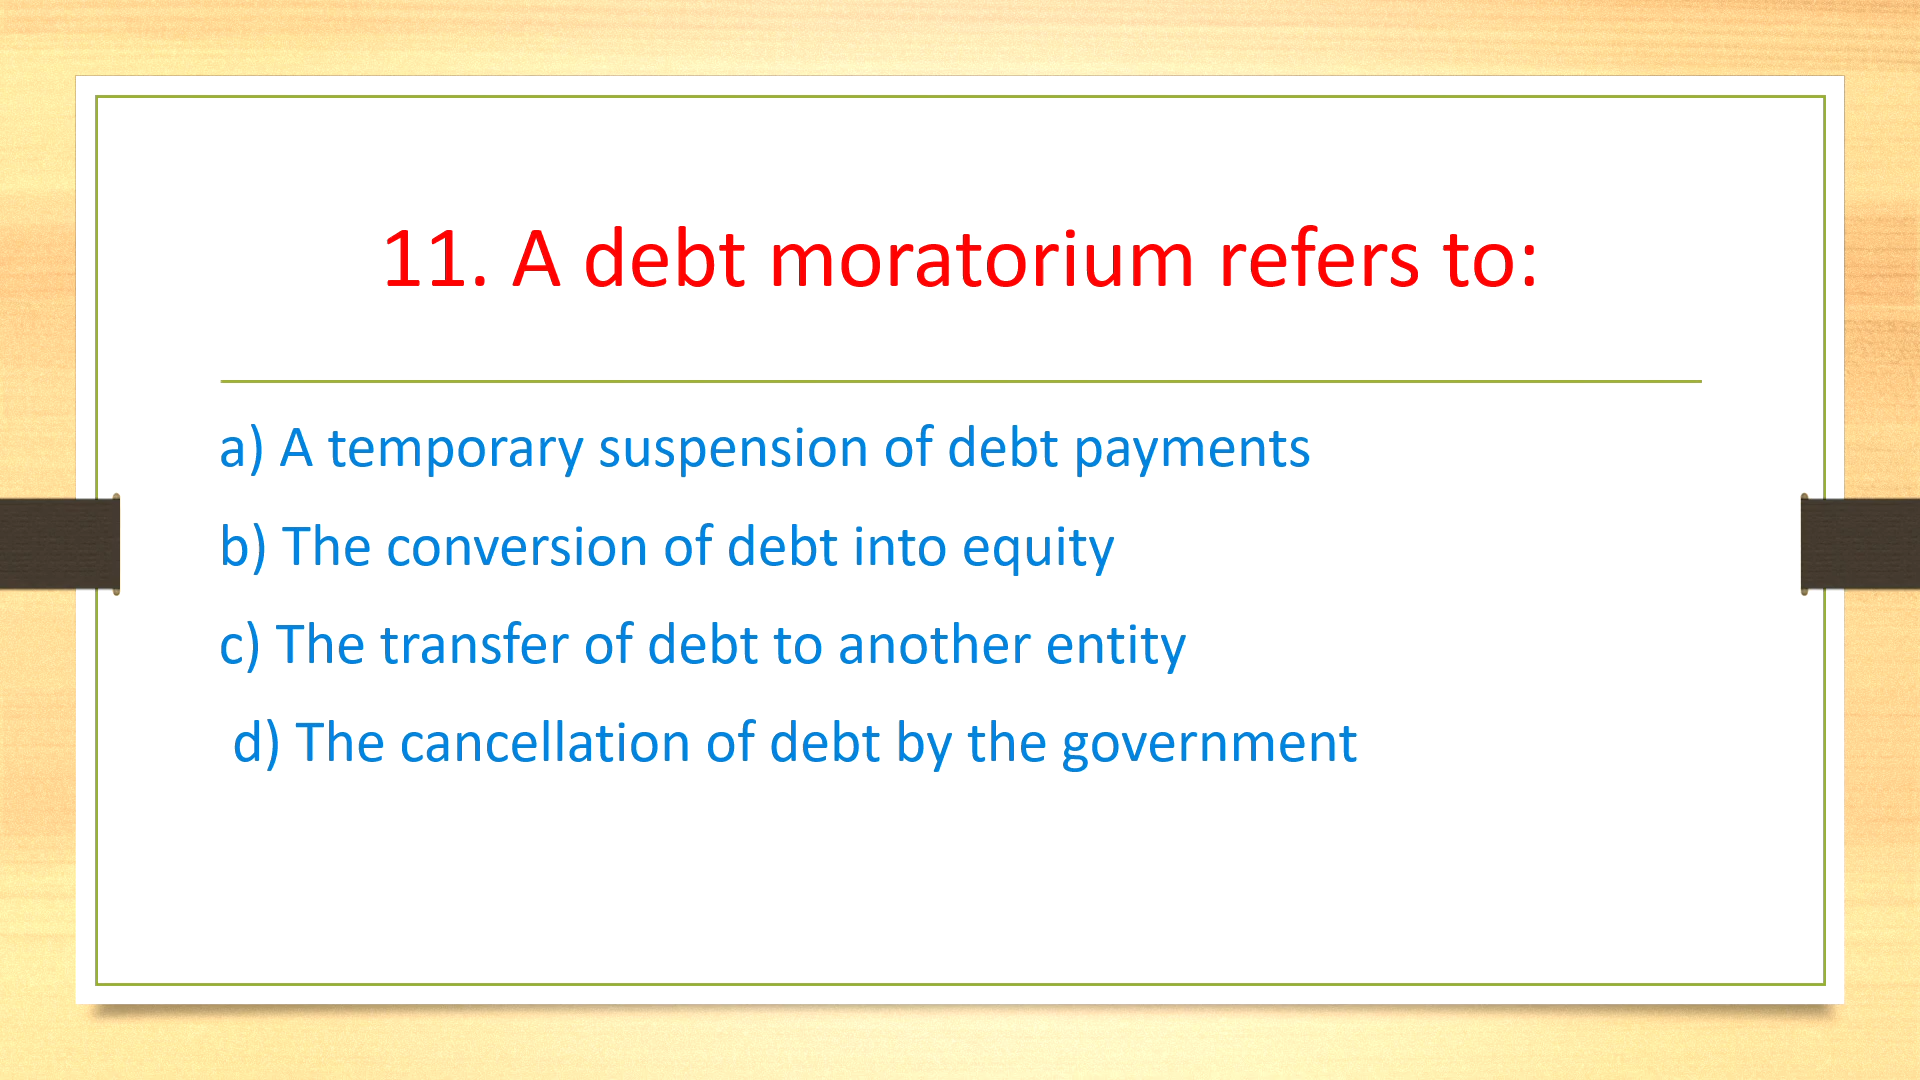 11. A debt moratorium refers to:
a) A temporary suspension of debt payments
b) The conversion of debt into equity
c) The transfer of debt to another entity
d) The cancellation of debt by the government